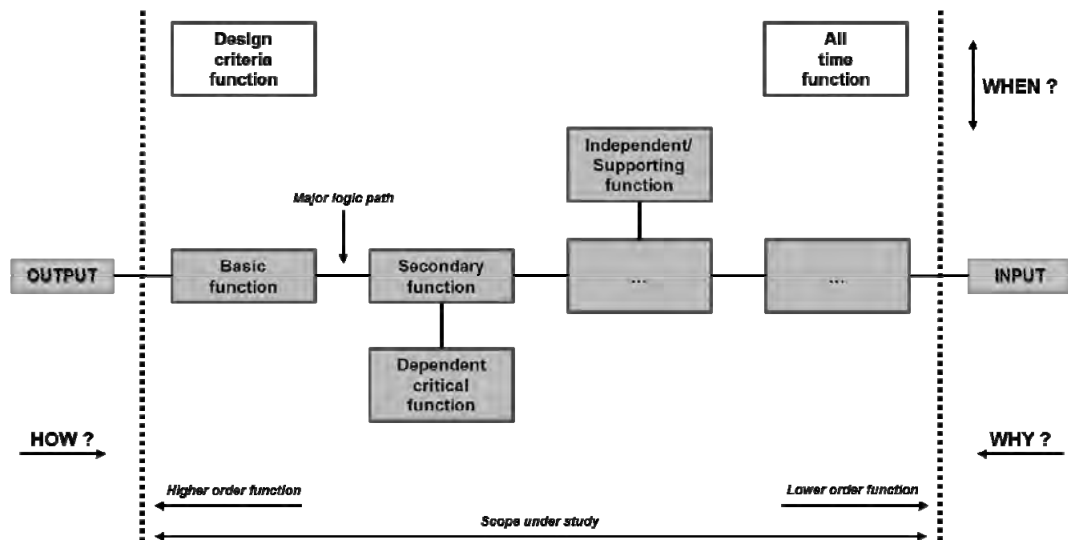 Design
criteria
function
All
time
function
WHEN ?
Independent/
Supporting
function
Major logic path
OUTPUT
Basic
function
Secondary
function
...
...
INPUT
Dependent
critical
function
HOW ?
WHY ?
Higher order function
Lower order function
Scope under study